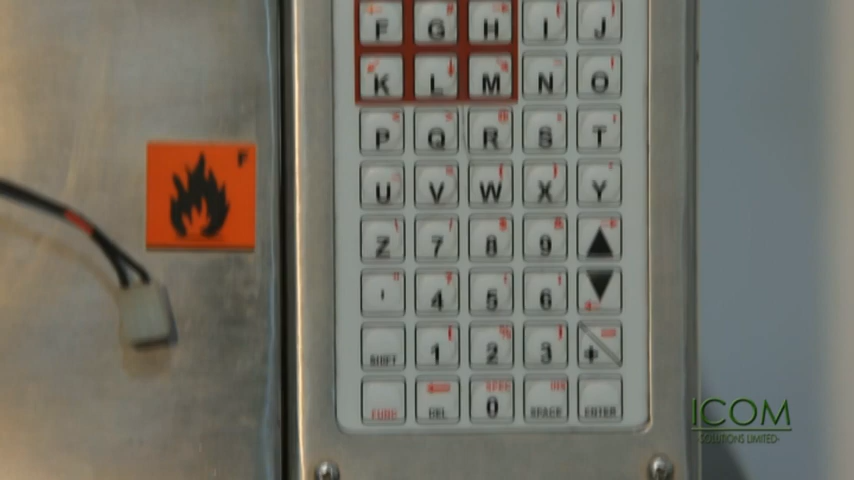 F G H I J
K L M N O
F
P Q R S T
U V W X Y
Z 7 8 9
' 4 5 6
SHIFT 1 2 3
FUNC DEL 0 SPACE ENTER
ICOM
SOLUTIONS LIMITED